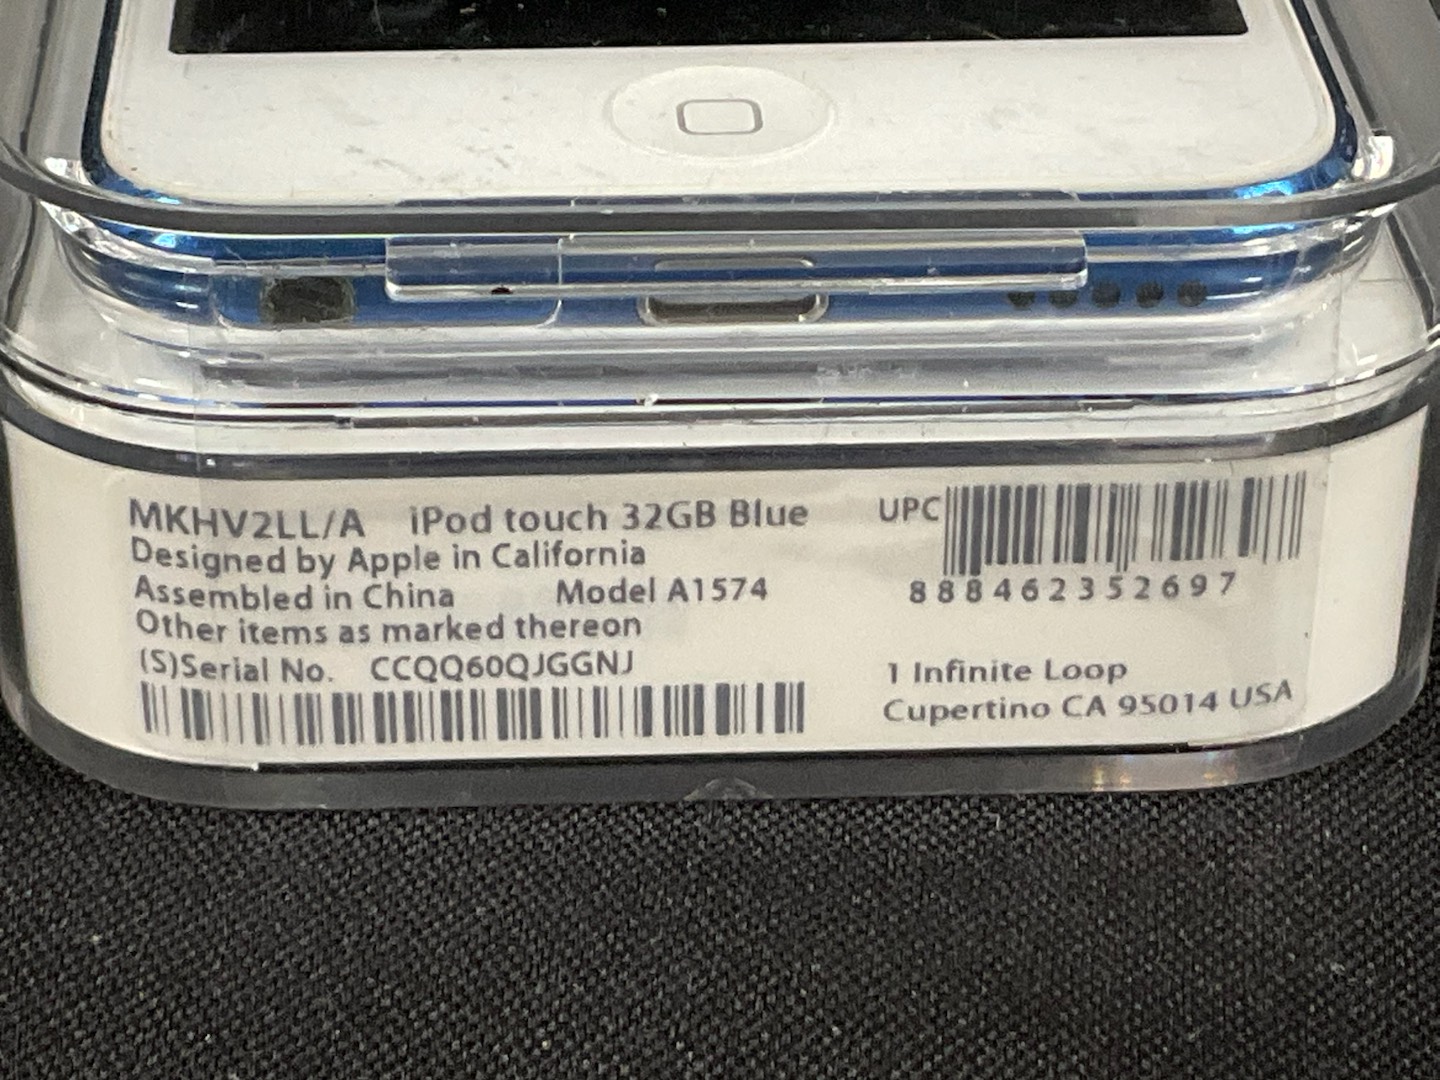 MKHV2LL/A iPod touch 32GB Blue
Designed by Apple in California
Assembled in China Model A1574
Other items as marked thereon
(S)Serial No. CCQQ60QJGGNJ
UPC
888462352697
1 Infinite Loop
Cupertino CA 95014 USA